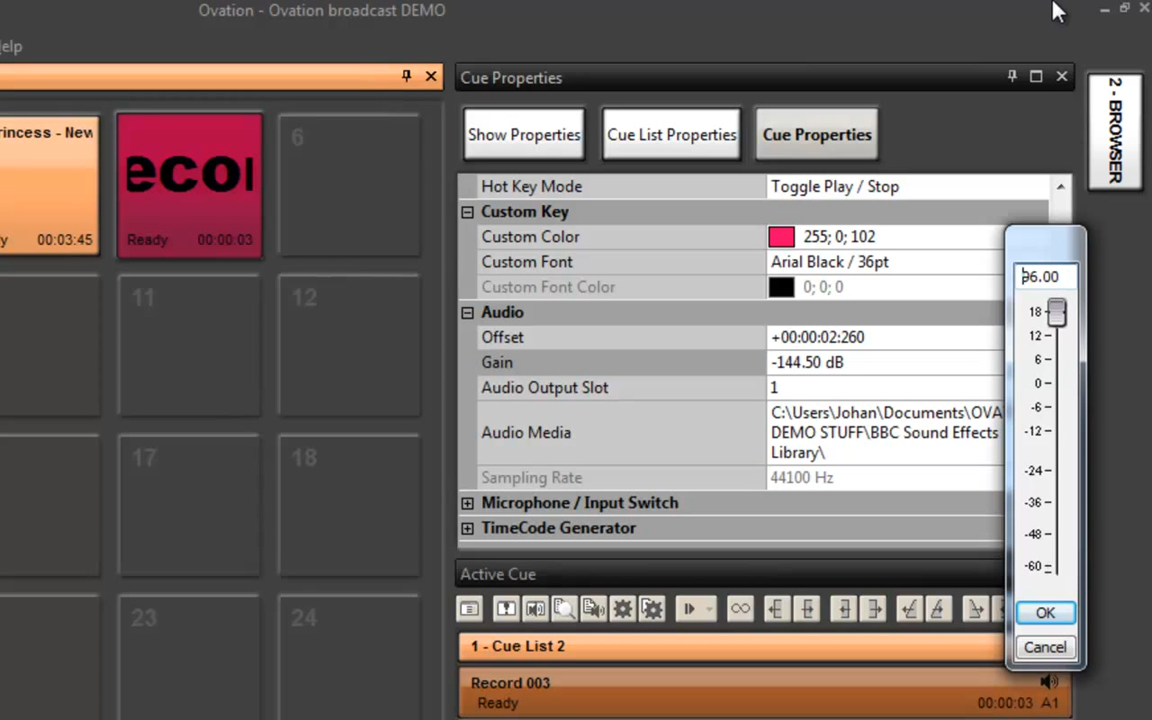 Ovation - Ovation broadcast DEMO
elp
Cue Properties
2 - BROWSER
rincess - New
y 00:03:45
ecor
Ready 00:00:03
6
11
12
17
18
23
24
Show Properties
Cue List Properties
Cue Properties
Hot Key Mode Toggle Play / Stop
Custom Key
Custom Color 255; 0; 102
Custom Font Arial Black / 36pt
Custom Font Color 0; 0; 0
Audio
Offset +00:00:02:260
Gain -144.50 dB
Audio Output Slot 1
Audio Media C:\Users\Johan\Documents\OVA
DEMO STUFF\BBC Sound Effects
Library\
Sampling Rate 44100 Hz
Microphone / Input Switch
TimeCode Generator
96.00
18
12
6
0
-6
-12
-24
-36
-48
-60
OK
Cancel
Active Cue
1 - Cue List 2
Record 003
Ready 00:00:03 A1